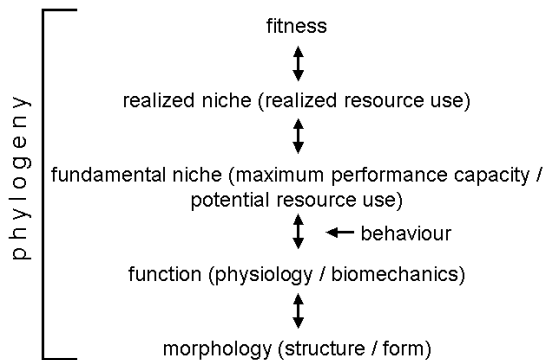 phylogeny
fitness
realized niche (realized resource use)
fundamental niche (maximum performance capacity /
potential resource use)
behaviour
function (physiology / biomechanics)
morphology (structure / form)